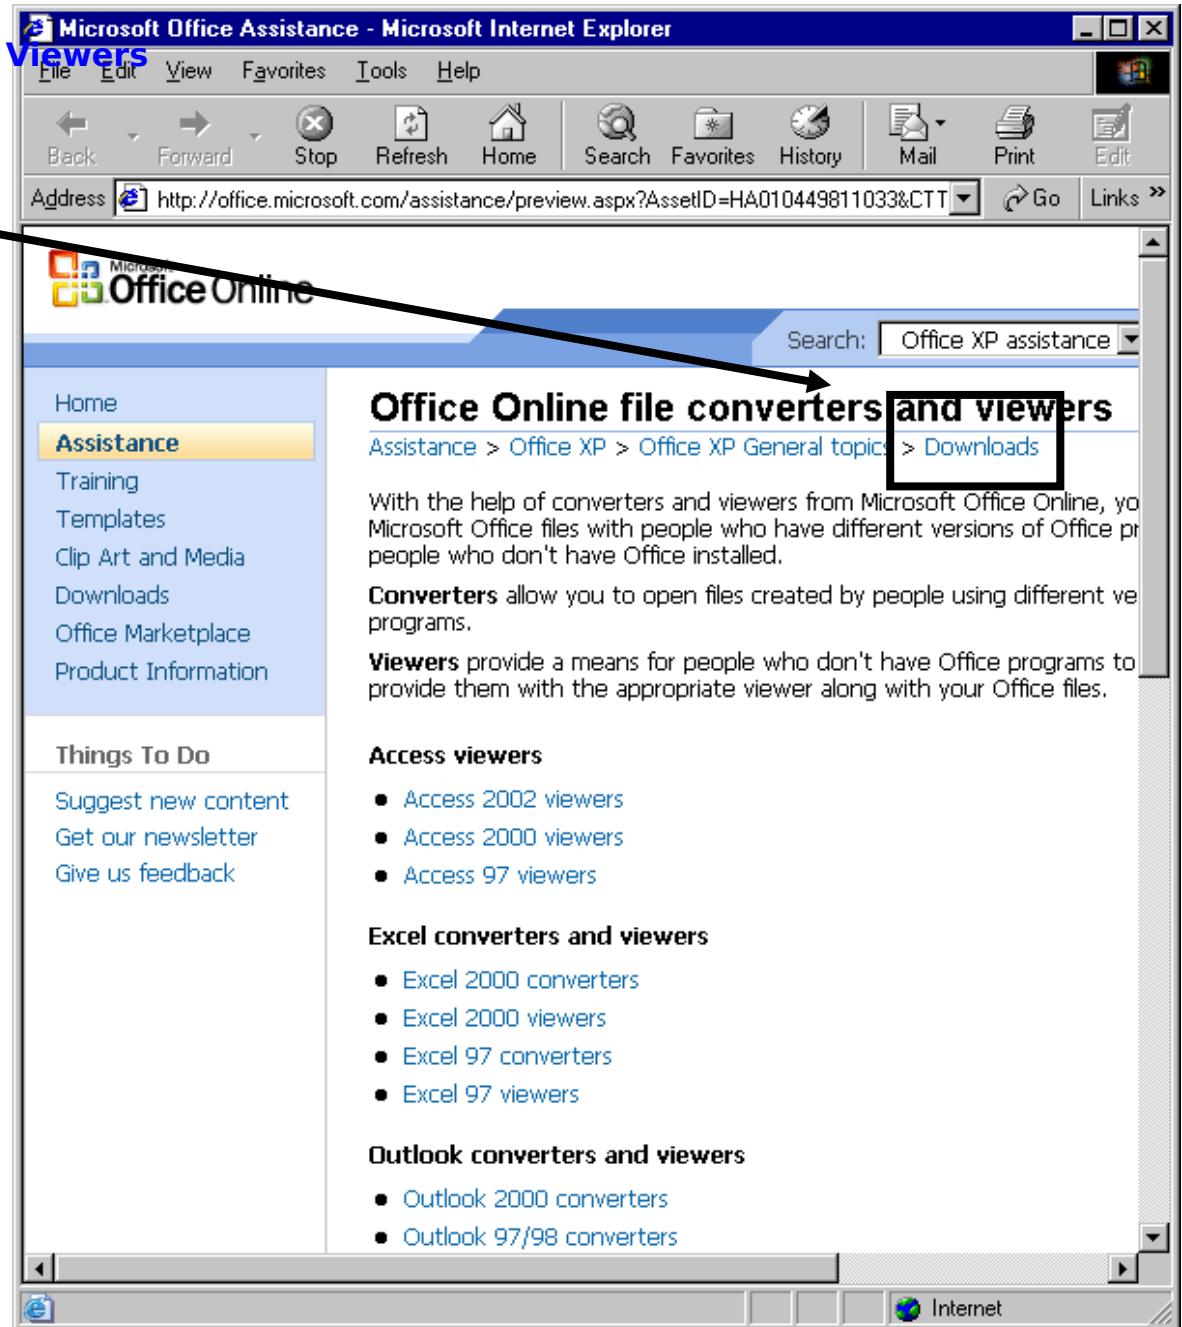 Microsoft Office Assistance - Microsoft Internet Explorer
Viewers
File Edit View Favorites Tools Help
Back Forward Stop Refresh Home Search Favorites History Mail Print Edit
Address http://office.microsoft.com/assistance/preview.aspx?AssetID=HA010449811033&CTT Go Links »
Microsoft
Office Online
Search: Office XP assistance
Home
Assistance
Training
Templates
Clip Art and Media
Downloads
Office Marketplace
Product Information
Things To Do
Suggest new content
Get our newsletter
Give us feedback
Office Online file converters and viewers
Assistance > Office XP > Office XP General topics > Downloads
With the help of converters and viewers from Microsoft Office Online, yo
Microsoft Office files with people who have different versions of Office pr
people who don't have Office installed.
Converters allow you to open files created by people using different ve
programs.
Viewers provide a means for people who don't have Office programs to
provide them with the appropriate viewer along with your Office files.
Access viewers
Access 2002 viewers
Access 2000 viewers
Access 97 viewers
Excel converters and viewers
Excel 2000 converters
Excel 2000 viewers
Excel 97 converters
Excel 97 viewers
Outlook converters and viewers
Outlook 2000 converters
Outlook 97/98 converters
Internet